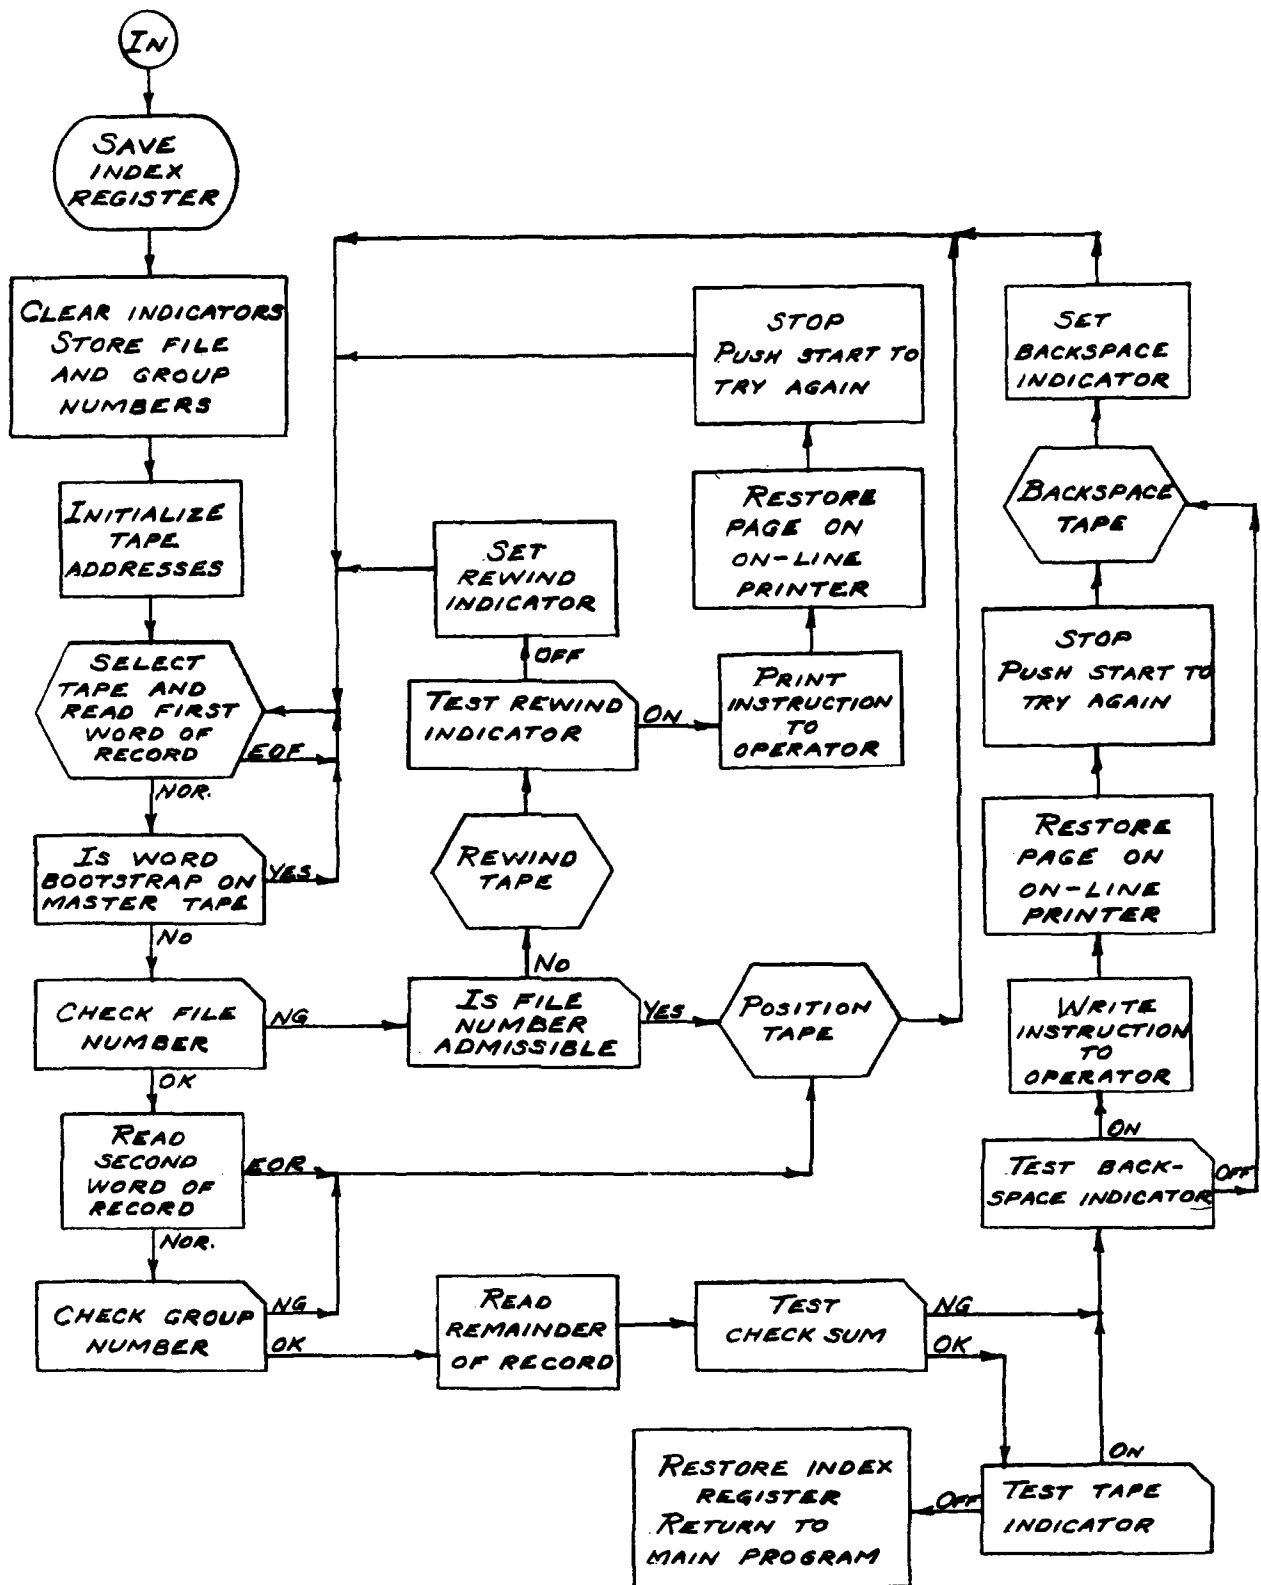 IN
SAVE
INDEX
REGISTER
CLEAR INDICATORS
STORE FILE
AND GROUP
NUMBERS
INITIALIZE
TAPE
ADDRESSES
SELECT
TAPE AND
READ FIRST
WORD OF
RECORD
EOF
NOR.
IS WORD
BOOTSTRAP ON
MASTER TAPE
YES
NO
CHECK FILE
NUMBER
NG
OK
READ
SECOND
WORD OF
RECORD
EOR
NOR.
CHECK GROUP
NUMBER
NG
OK
SET
REWIND
INDICATOR
OFF
TEST REWIND
INDICATOR
ON
REWIND
TAPE
NO
IS FILE
NUMBER
ADMISSIBLE
YES
STOP
PUSH START TO
TRY AGAIN
RESTORE
PAGE ON
ON-LINE
PRINTER
PRINT
INSTRUCTION
TO
OPERATOR
POSITION
TAPE
READ
REMAINDER
OF RECORD
TEST
CHECK SUM
NG
OK
SET
BACKSPACE
INDICATOR
BACKSPACE
TAPE
STOP
PUSH START TO
TRY AGAIN
RESTORE
PAGE ON
ON-LINE
PRINTER
WRITE
INSTRUCTION
TO
OPERATOR
ON
TEST BACK-
SPACE INDICATOR
OFF
ON
TEST TAPE
INDICATOR
OFF
RESTORE INDEX
REGISTER
RETURN TO
MAIN PROGRAM